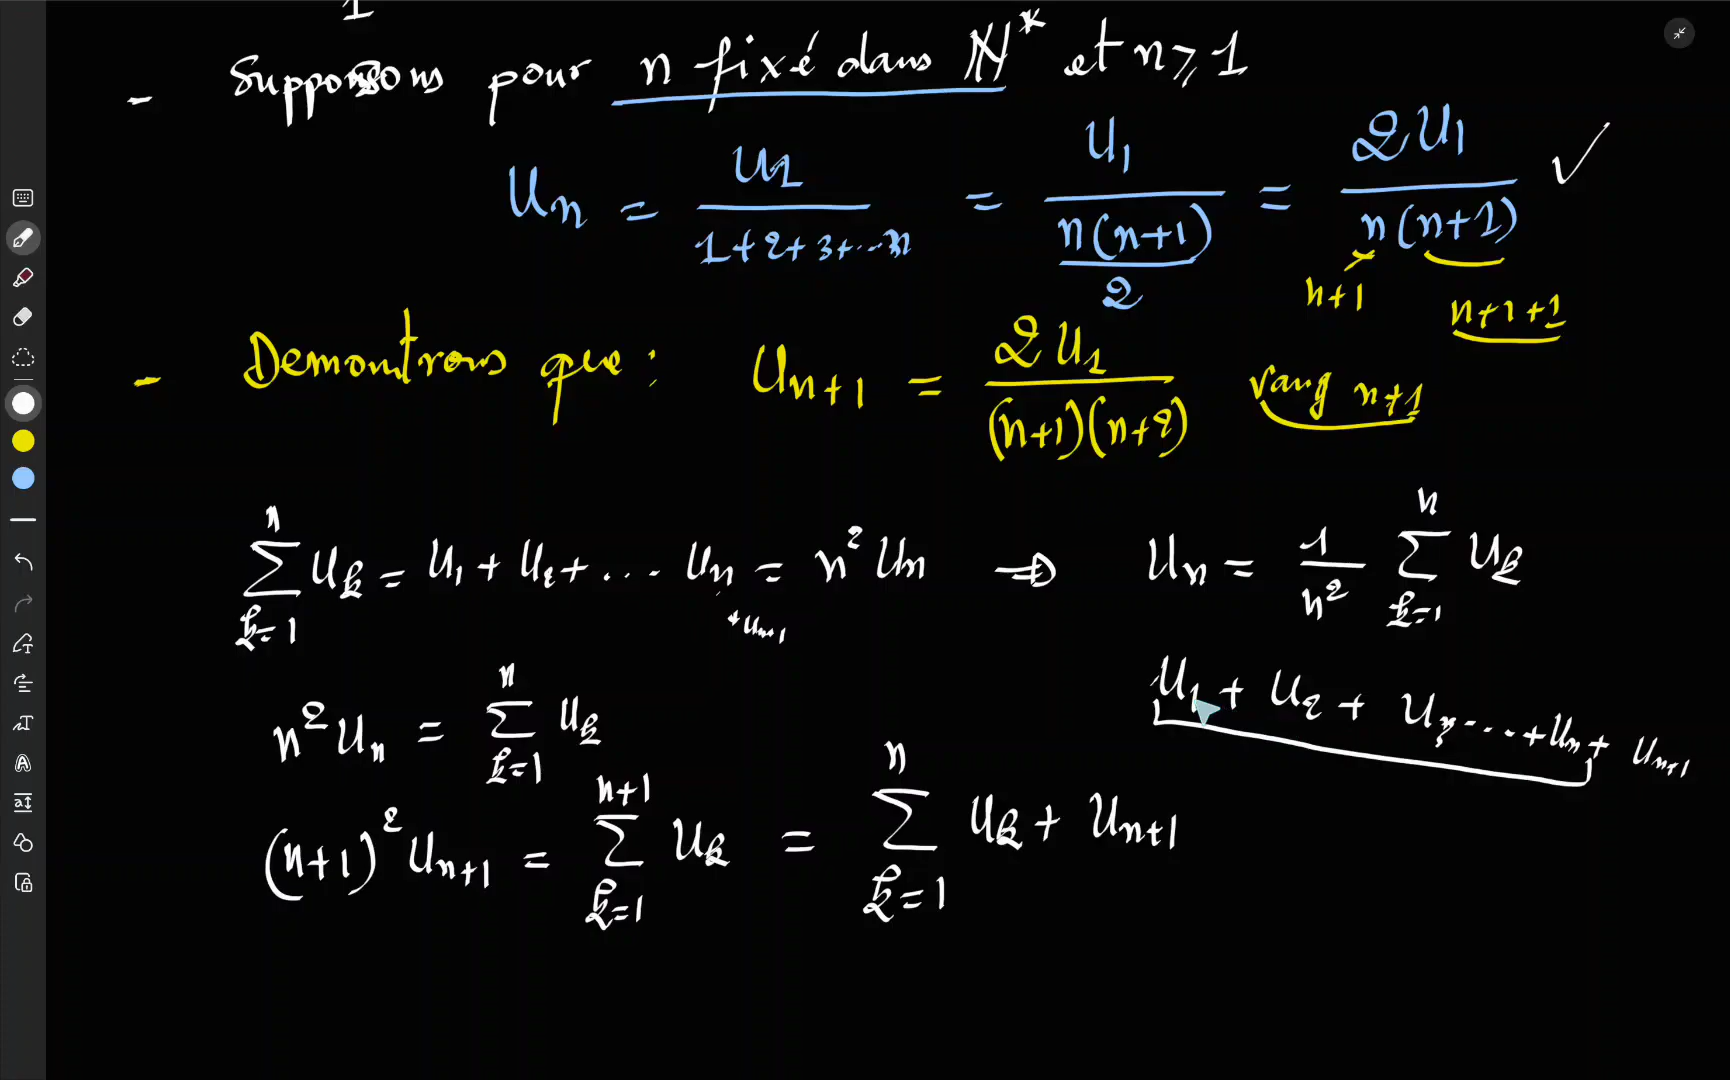 - Supposons pour n fixé dans ℕ* et n ⩾ 1
Un = U1 / (1+2+3+...n) = U1 / (n(n+1)/2) = 2U1 / (n(n+1)) ✓
n+1 n+1+1
- Demontrons que : Un+1 = 2U1 / ((n+1)(n+2)) rang n+1
∑_{k=1}^{n} Uk = U1 + U2 + ... Un = n² Un ⇒ Un = 1/n² ∑_{k=1}^{n} Uk
+Un+1
n² Un = ∑_{k=1}^{n} Uk
U1 + U2 + U3 ... + Un + Un+1
(n+1)² Un+1 = ∑_{k=1}^{n+1} Uk = ∑_{k=1}^{n} Uk + Un+1